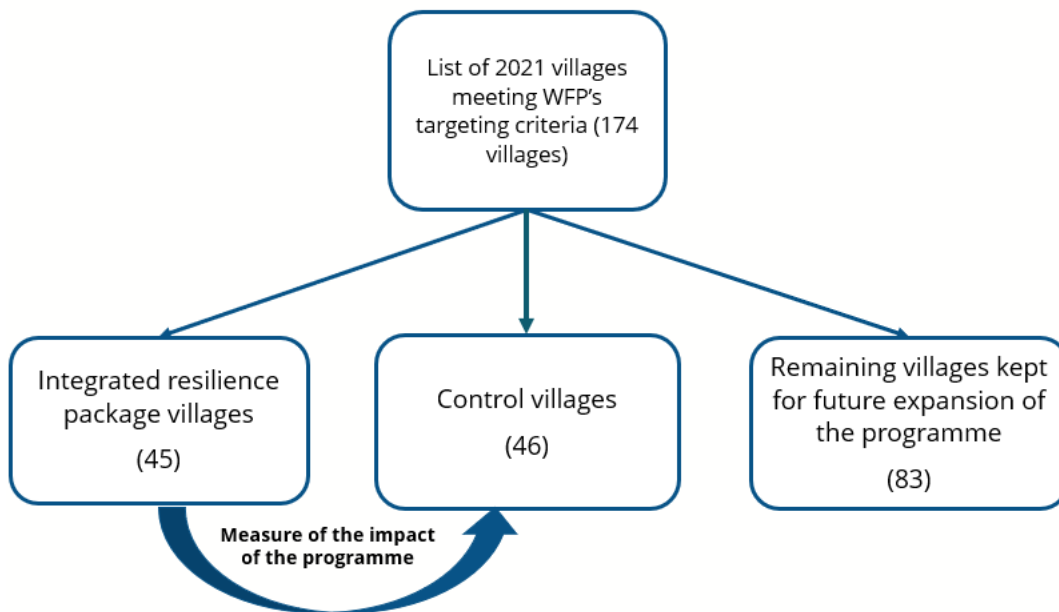 List of 2021 villages
meeting WFP's
targeting criteria (174
villages)
Integrated resilience
package villages
(45)
Control villages
(46)
Remaining villages kept
for future expansion of
the programme
(83)
Measure of the impact
of the programme